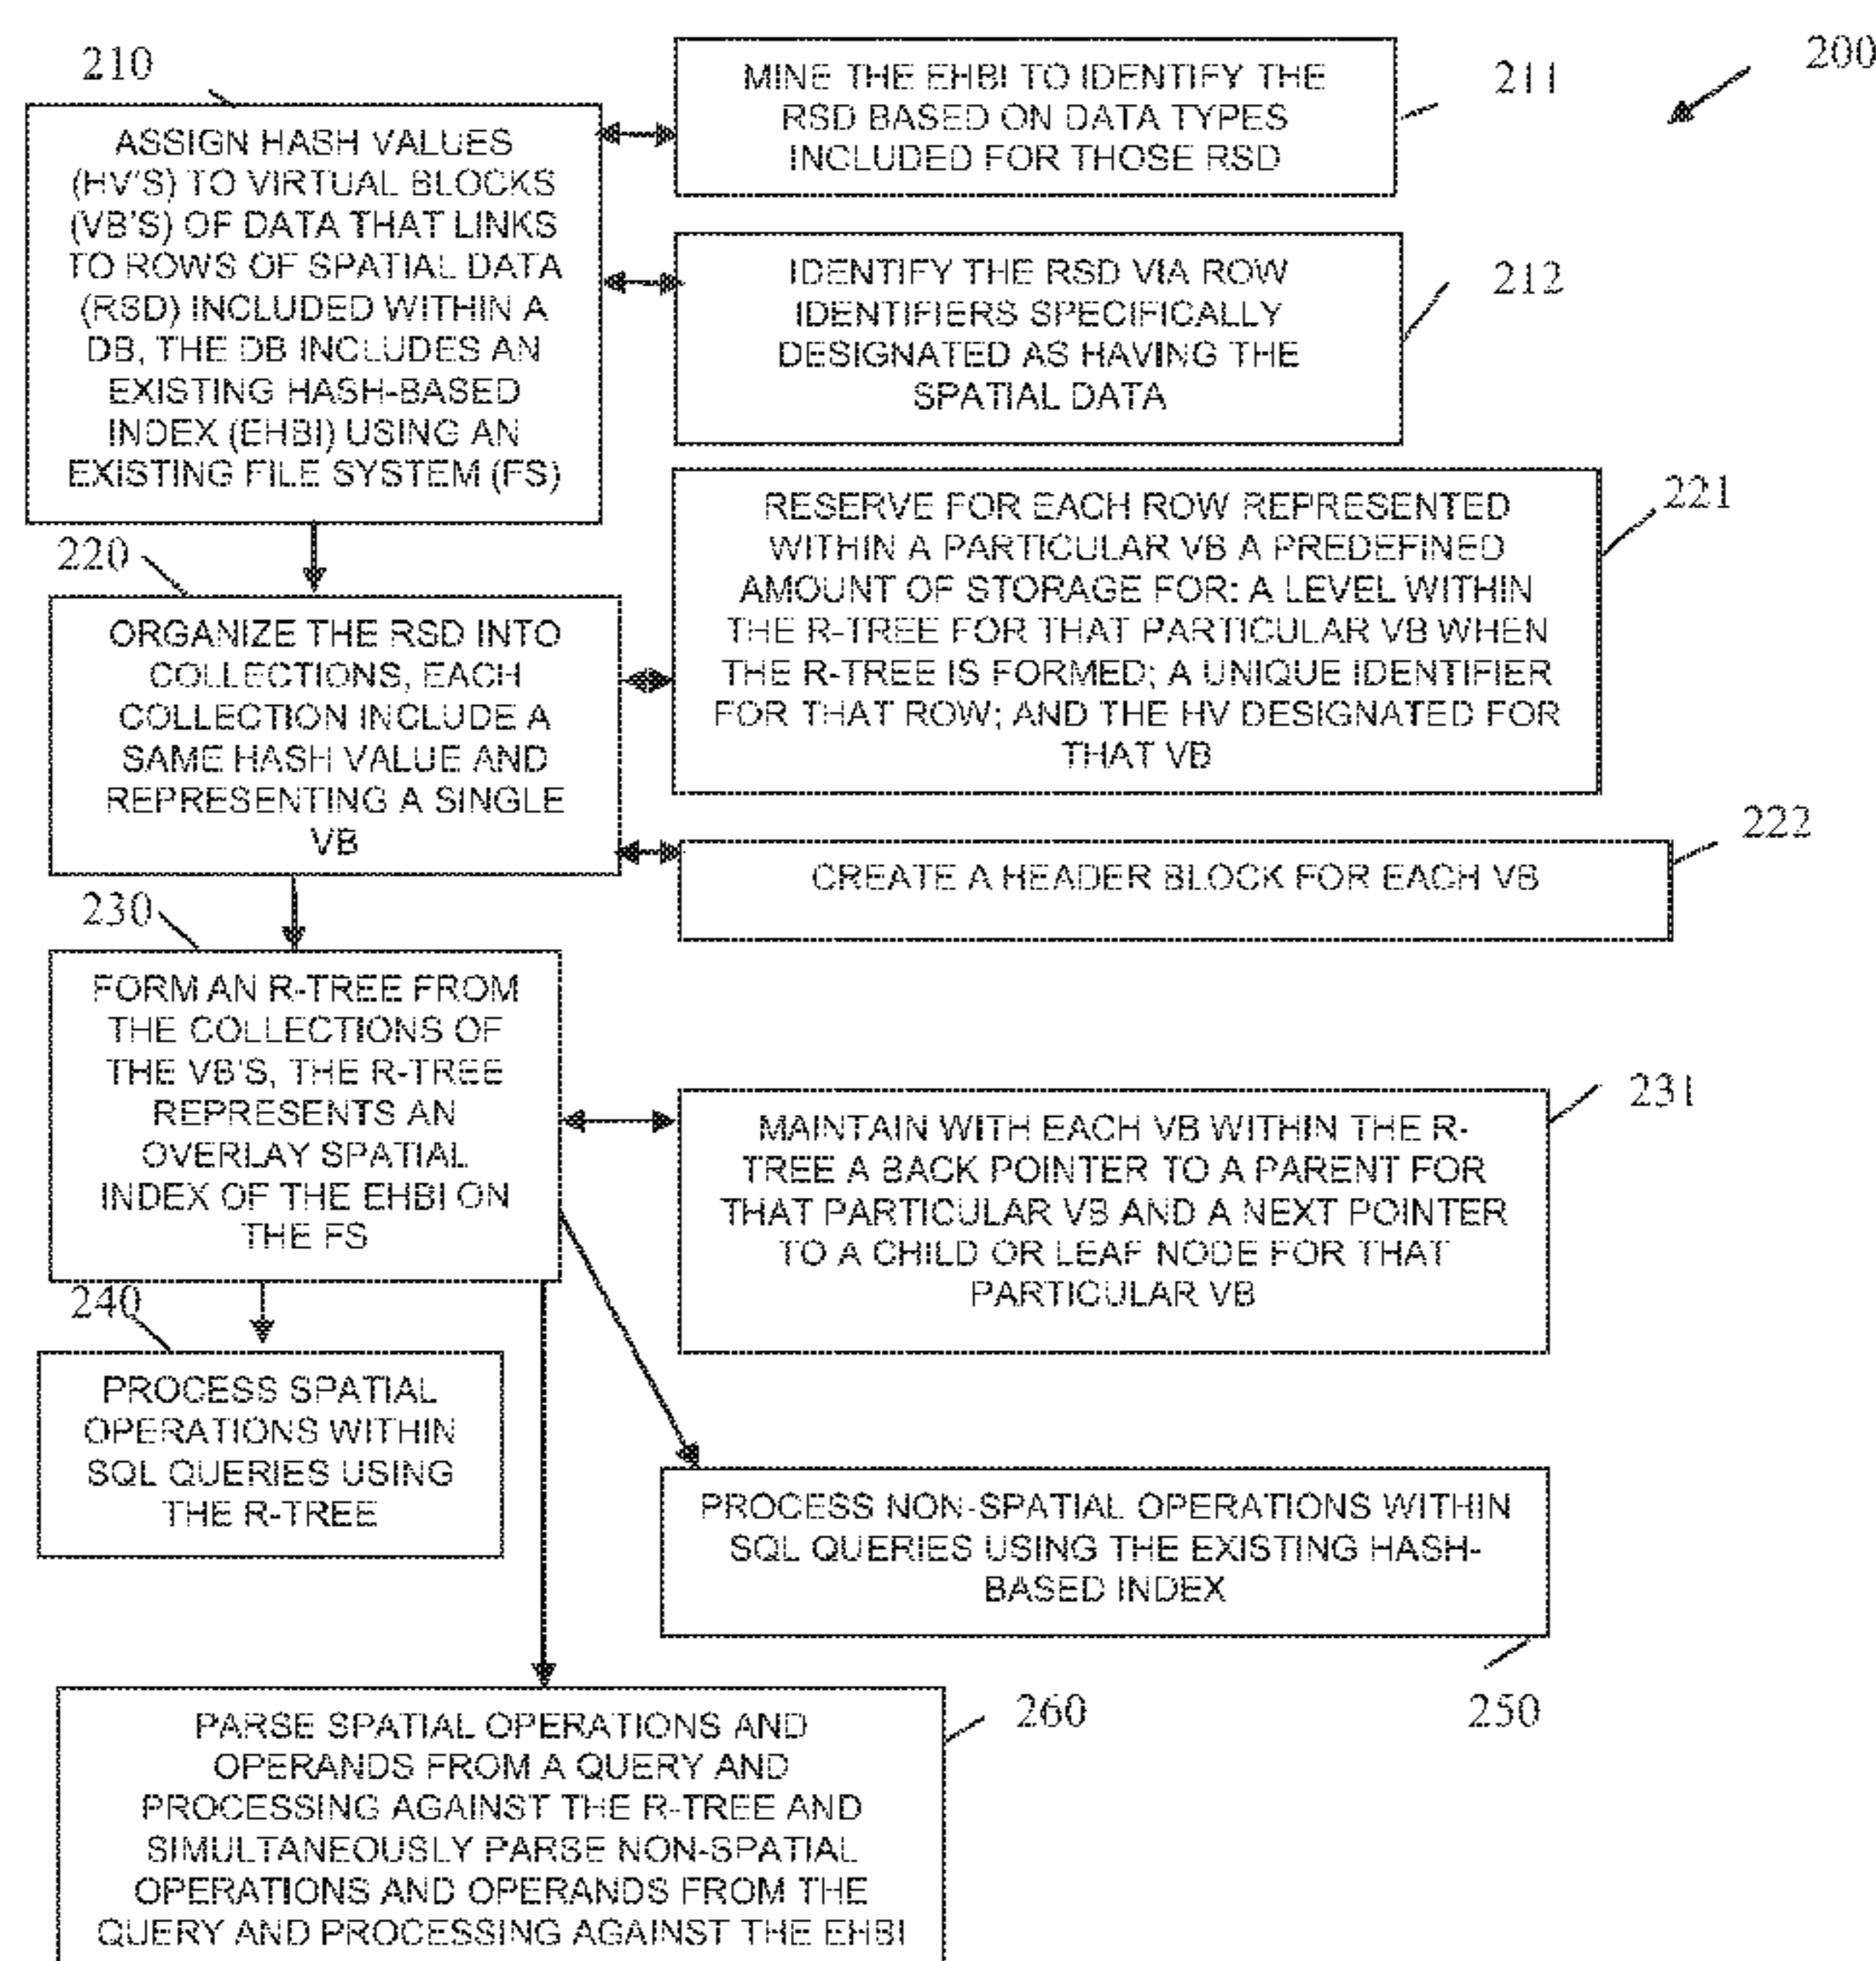 200
210
ASSIGN HASH VALUES
(HV'S) TO VIRTUAL BLOCKS
(VB'S) OF DATA THAT LINKS
TO ROWS OF SPATIAL DATA
(RSD) INCLUDED WITHIN A
DB, THE DB INCLUDES AN
EXISTING HASH-BASED
INDEX (EHBI) USING AN
EXISTING FILE SYSTEM (FS)
211
MINE THE EHBI TO IDENTIFY THE
RSD BASED ON DATA TYPES
INCLUDED FOR THOSE RSD
212
IDENTIFY THE RSD VIA ROW
IDENTIFIERS SPECIFICALLY
DESIGNATED AS HAVING THE
SPATIAL DATA
220
ORGANIZE THE RSD INTO
COLLECTIONS, EACH
COLLECTION INCLUDE A
SAME HASH VALUE AND
REPRESENTING A SINGLE
VB
221
RESERVE FOR EACH ROW REPRESENTED
WITHIN A PARTICULAR VB A PREDEFINED
AMOUNT OF STORAGE FOR: A LEVEL WITHIN
THE R-TREE FOR THAT PARTICULAR VB WHEN
THE R-TREE IS FORMED; A UNIQUE IDENTIFIER
FOR THAT ROW; AND THE HV DESIGNATED FOR
THAT VB
222
CREATE A HEADER BLOCK FOR EACH VB
230
FORM AN R-TREE FROM
THE COLLECTIONS OF
THE VB'S, THE R-TREE
REPRESENTS AN
OVERLAY SPATIAL
INDEX OF THE EHBI ON
THE FS
231
MAINTAIN WITH EACH VB WITHIN THE R-
TREE A BACK POINTER TO A PARENT FOR
THAT PARTICULAR VB AND A NEXT POINTER
TO A CHILD OR LEAF NODE FOR THAT
PARTICULAR VB
240
PROCESS SPATIAL
OPERATIONS WITHIN
SQL QUERIES USING
THE R-TREE
PROCESS NON-SPATIAL OPERATIONS WITHIN
SQL QUERIES USING THE EXISTING HASH-
BASED INDEX
250
260
PARSE SPATIAL OPERATIONS AND
OPERANDS FROM A QUERY AND
PROCESSING AGAINST THE R-TREE AND
SIMULTANEOUSLY PARSE NON-SPATIAL
OPERATIONS AND OPERANDS FROM THE
QUERY AND PROCESSING AGAINST THE EHBI